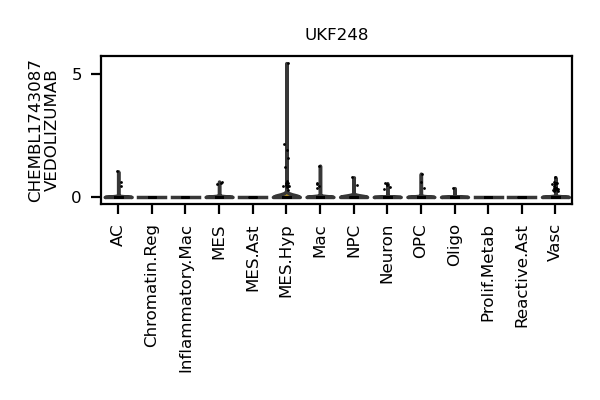 UKF248
CHEMBL1743087
VEDOLIZUMAB
5
0
AC
Chromatin.Reg
Inflammatory.Mac
MES
MES.Ast
MES.Hyp
Mac
NPC
Neuron
OPC
Oligo
Prolif.Metab
Reactive.Ast
Vasc